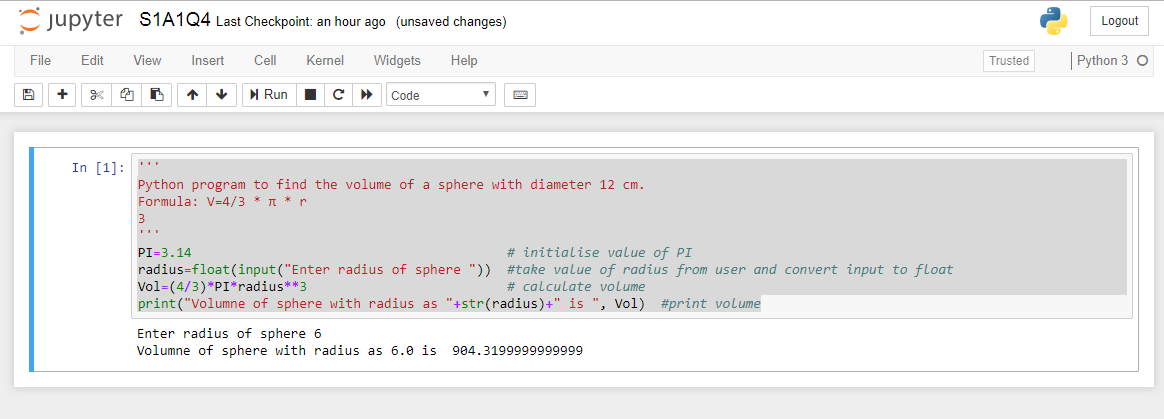 jupyter S1A1Q4 Last Checkpoint: an hour ago (unsaved changes)
Logout
File Edit View Insert Cell Kernel Widgets Help
Trusted
Python 3
Run
Code
In [1]:
'''
Python program to find the volume of a sphere with diameter 12 cm.
Formula: V=4/3 * π * r
3
'''
PI=3.14 # initialise value of PI
radius=float(input("Enter radius of sphere ")) #take value of radius from user and convert input to float
Vol=(4/3)*PI*radius**3 # calculate volume
print("Volumne of sphere with radius as "+str(radius)+" is ", Vol) #print volume
Enter radius of sphere 6
Volumne of sphere with radius as 6.0 is  904.3199999999999